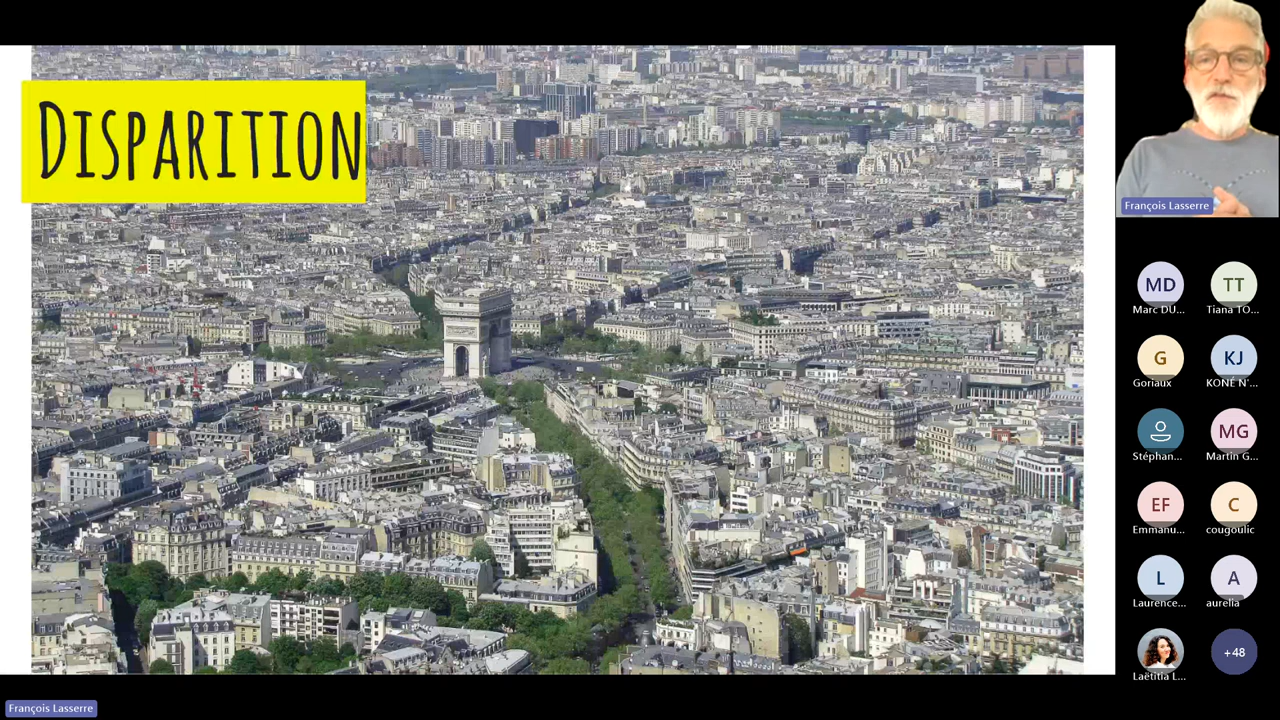 DISPARITION
François Lasserre
MD
Marc DU...
TT
Tiana TO...
G
Goriaux
KJ
KONÉ N'...
Stéphan...
MG
Martin G...
EF
Emmanu...
C
cougoulic
L
Laurence...
A
aurelia
Laëtitia L...
+48
François Lasserre